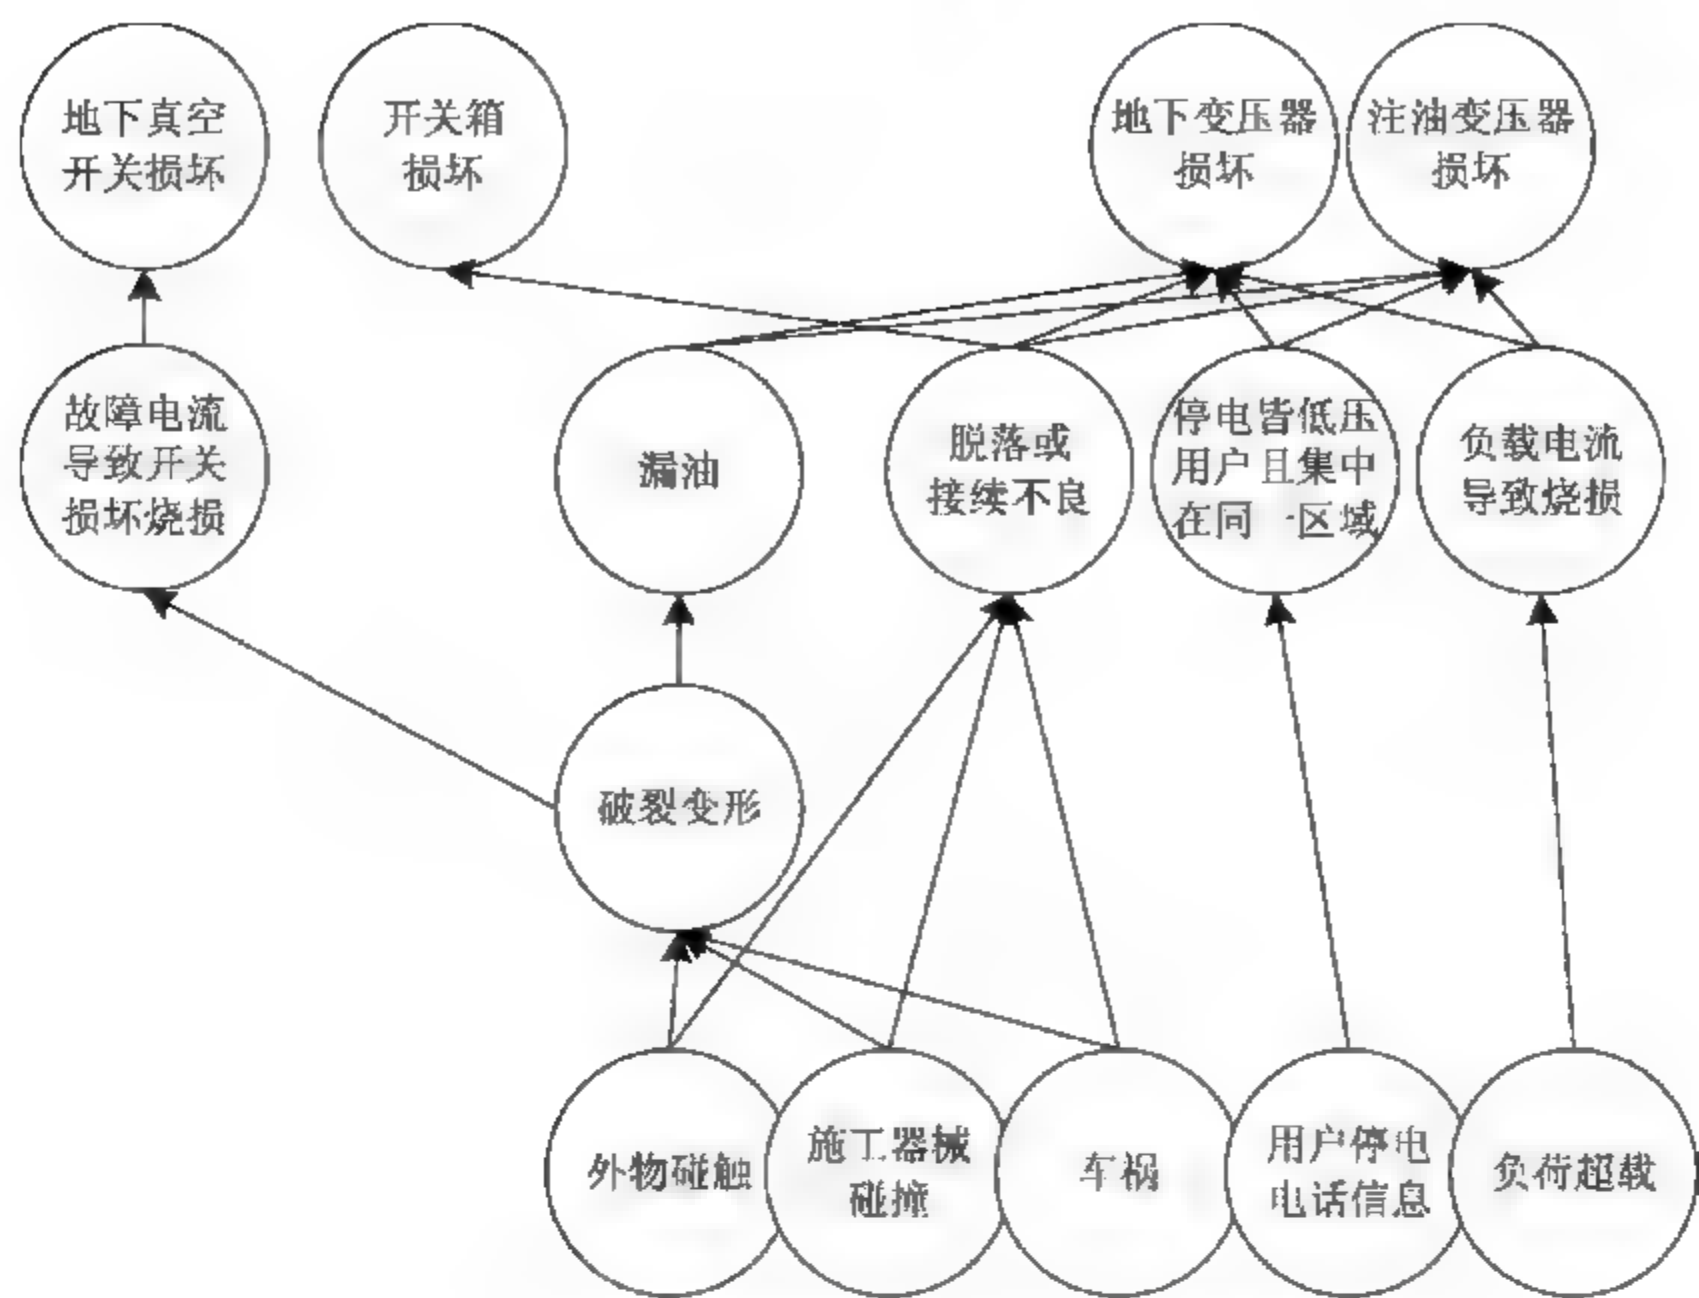 地下真空
开关损坏
开关箱
损坏
地下变压器
损坏
注油变压器
损坏
故障电流
导致开关
损坏烧损
漏油
脱落或
接续不良
停电皆低压
用户且集中
在同一区域
负载电流
导致烧损
破裂变形
外物碰触
施工器械
碰撞
车祸
用户停电
电话信息
负荷超载